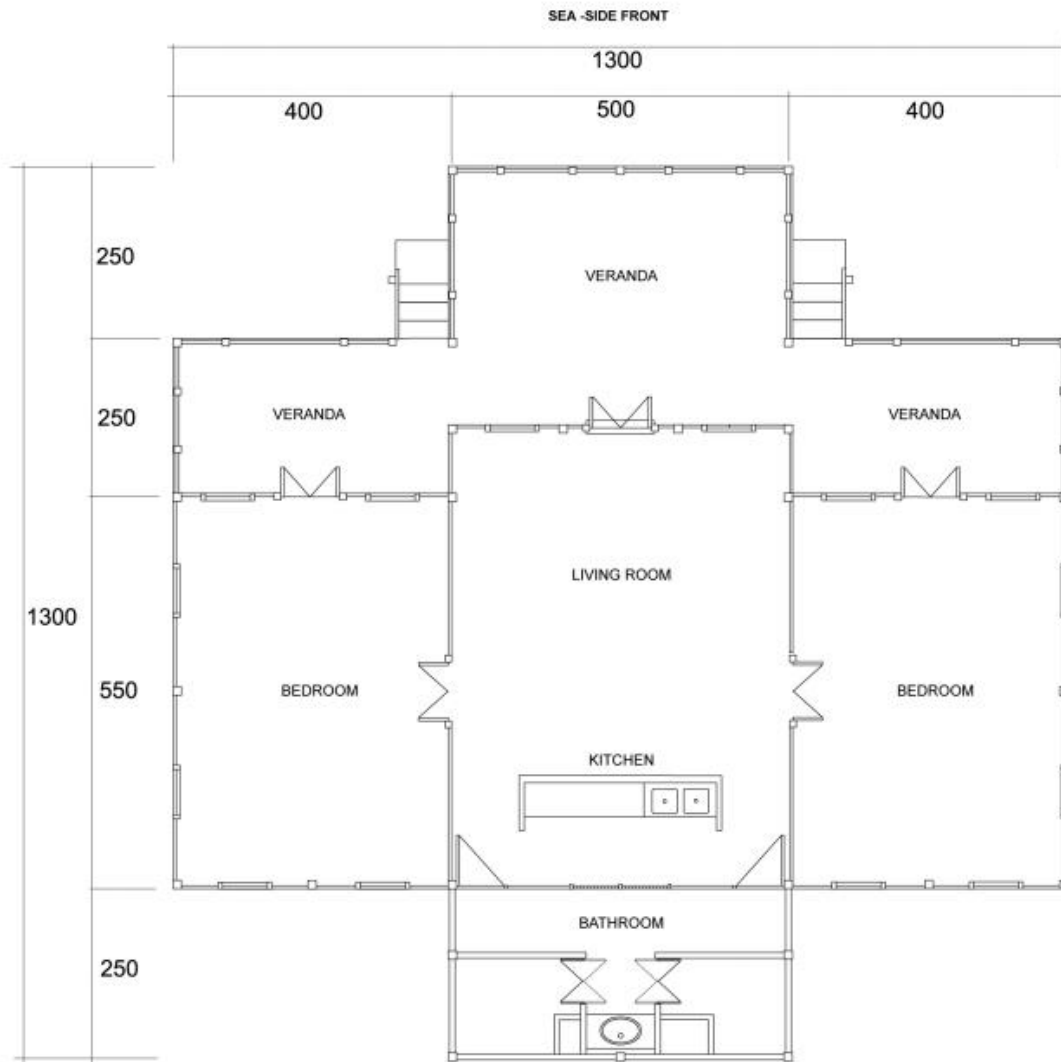 SEA -SIDE FRONT
1300
400 500 400
250
VERANDA
250
VERANDA VERANDA
LIVING ROOM
1300
550
BEDROOM BEDROOM
KITCHEN
BATHROOM
250